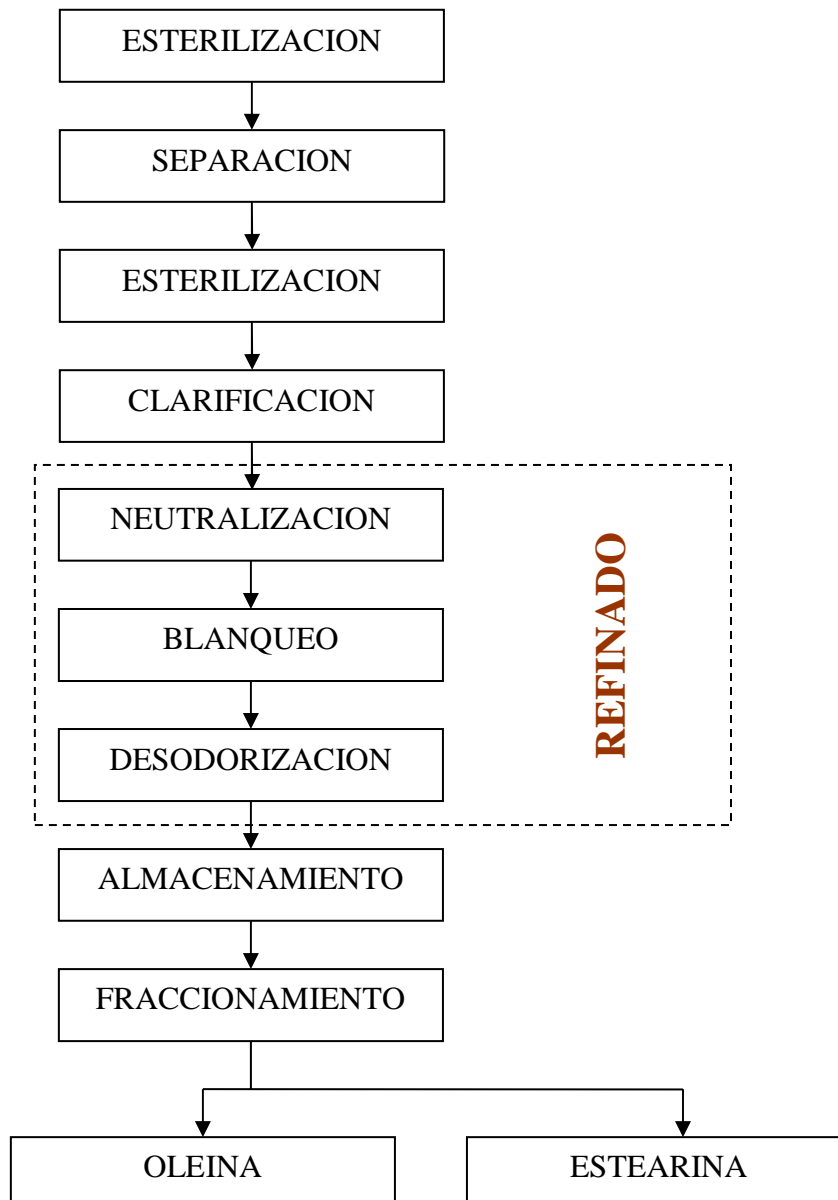 ESTERILIZACION
SEPARACION
ESTERILIZACION
CLARIFICACION
NEUTRALIZACION
BLANQUEO
DESODORIZACION
REFINADO
ALMACENAMIENTO
FRACCIONAMIENTO
OLEINA
ESTEARINA